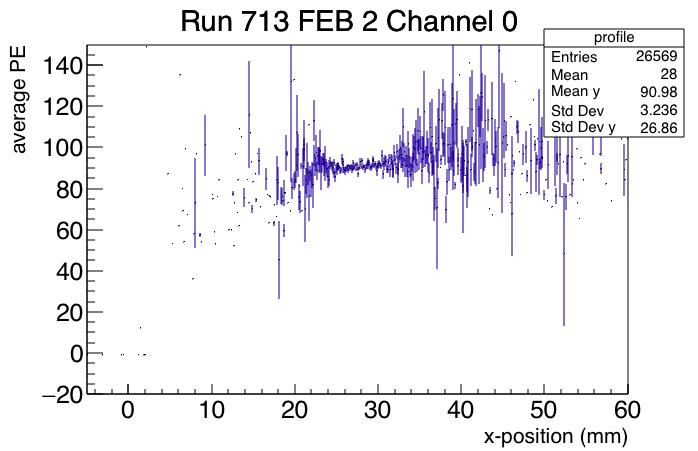 Run 713 FEB 2 Channel 0
average PE
profile
Entries 26569
Mean 28
Mean y 90.98
Std Dev 3.236
Std Dev y 26.86
140
120
100
80
60
40
20
0
−20
0 10 20 30 40 50 60
x-position (mm)